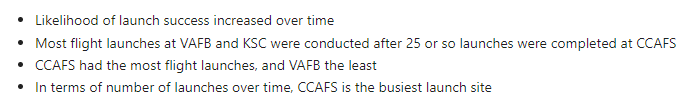 Likelihood of launch success increased over time
Most flight launches at VAFB and KSC were conducted after 25 or so launches were completed at CCAFS
CCAFS had the most flight launches, and VAFB the least
In terms of number of launches over time, CCAFS is the busiest launch site